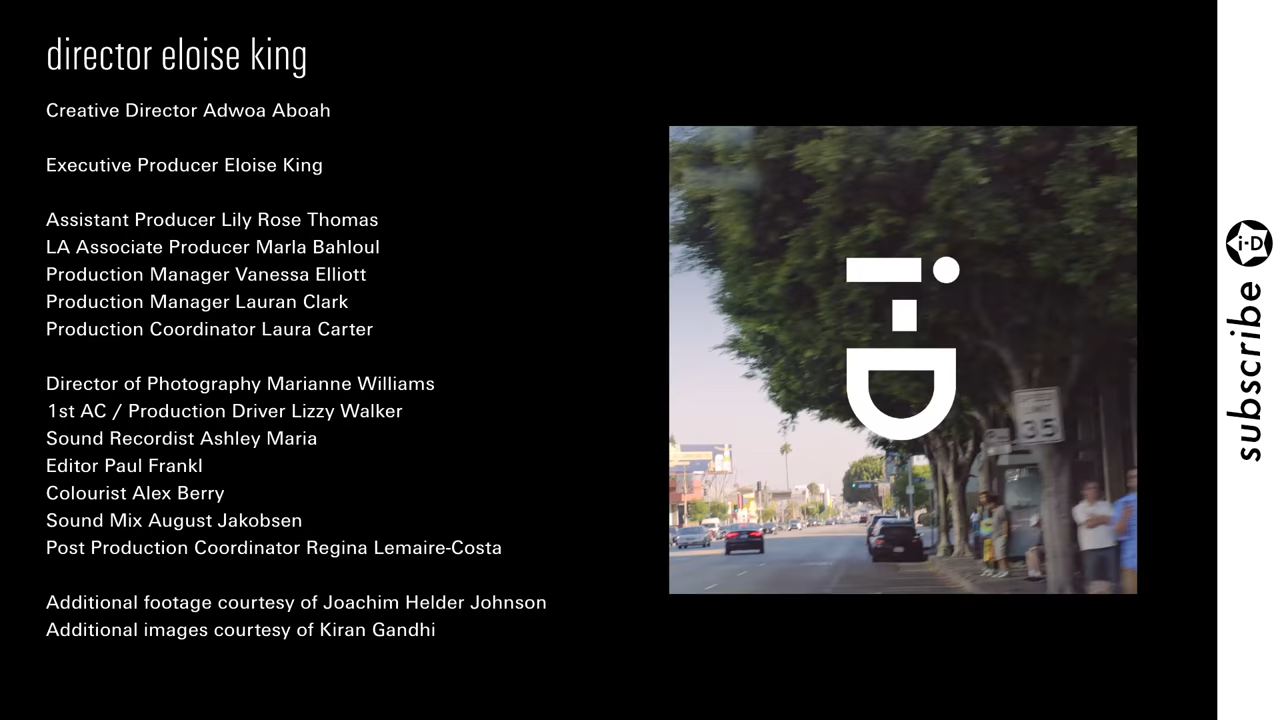 director eloise king
Creative Director Adwoa Aboah
Executive Producer Eloise King
Assistant Producer Lily Rose Thomas
LA Associate Producer Marla Bahloul
Production Manager Vanessa Elliott
Production Manager Lauran Clark
Production Coordinator Laura Carter
Director of Photography Marianne Williams
1st AC / Production Driver Lizzy Walker
Sound Recordist Ashley Maria
Editor Paul Frankl
Colourist Alex Berry
Sound Mix August Jakobsen
Post Production Coordinator Regina Lemaire-Costa
Additional footage courtesy of Joachim Helder Johnson
Additional images courtesy of Kiran Gandhi
i-D
35
i-D
subscribe